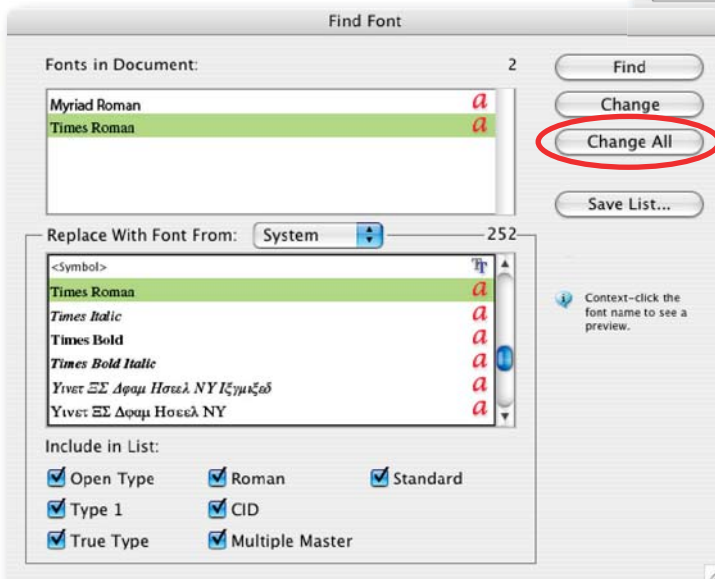 Find Font
Fonts in Document: 2
Find
Myriad Roman
Change
Times Roman
Change All
Save List...
Replace With Font From: System 252
<Symbol>
Times Roman
Times Italic
Times Bold
Times Bold Italic
Υινετ ΞΣ Δφαμ Ησεελ ΝΥ Ιξγμιξεδ
Υινετ ΞΣ Δφαμ Ησεελ ΝΥ
Context-click the
font name to see a
preview.
Include in List:
Open Type Roman Standard
Type 1 CID
True Type Multiple Master